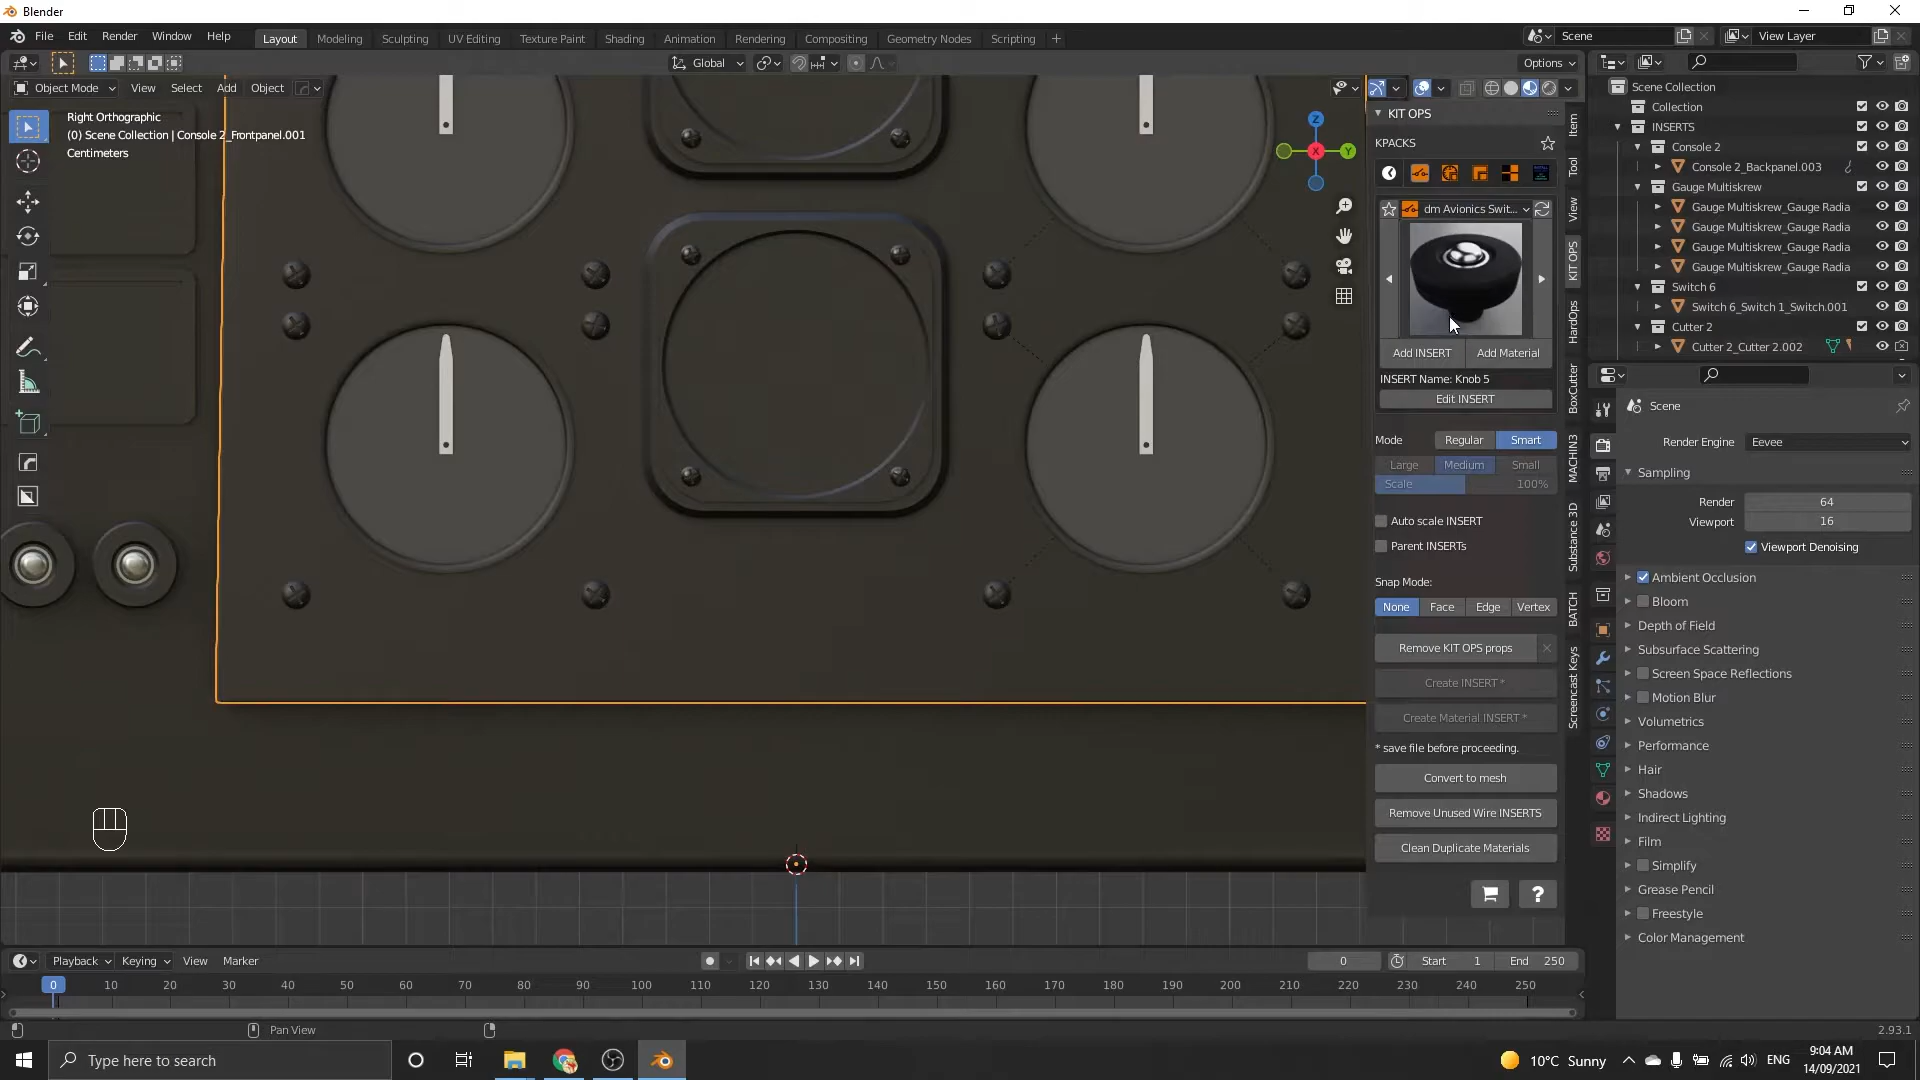 Blender
File Edit Render Window Help
Layout Modeling Sculpting UV Editing Texture Paint Shading Animation Rendering Compositing Geometry Nodes Scripting +
Scene
View Layer
Global
Options
Object Mode View Select Add Object
Right Orthographic
(0) Scene Collection | Console 2_Frontpanel.001
Centimeters
Z
X
Y
KIT OPS
KPACKS
dm Avionics Swit...
Add INSERT Add Material
INSERT Name: Knob 5
Edit INSERT
Mode Regular Smart
Large Medium Small
Scale 100%
Auto scale INSERT
Parent INSERTs
Snap Mode:
None Face Edge Vertex
Remove KIT OPS props
Create INSERT*
Create Material INSERT*
* save file before proceeding.
Convert to mesh
Remove Unused Wire INSERTS
Clean Duplicate Materials
?
Item
Tool
View
KIT OPS
HardOps
BoxCutter
MACHIN3
Substance 3D
BATCH
Screencast Keys
Scene Collection
Collection
INSERTS
Console 2
Console 2_Backpanel.003
Gauge Multiskrew
Gauge Multiskrew_Gauge Radia
Gauge Multiskrew_Gauge Radia
Gauge Multiskrew_Gauge Radia
Gauge Multiskrew_Gauge Radia
Switch 6
Switch 6_Switch 1_Switch.001
Cutter 2
Cutter 2_Cutter 2.002
Scene
Render Engine Eevee
Sampling
Render 64
Viewport 16
Viewport Denoising
Ambient Occlusion
Bloom
Depth of Field
Subsurface Scattering
Screen Space Reflections
Motion Blur
Volumetrics
Performance
Hair
Shadows
Indirect Lighting
Film
Simplify
Grease Pencil
Freestyle
Color Management
Playback Keying View Marker
0 Start 1 End 250
0 10 20 30 40 50 60 70 80 90 100 110 120 130 140 150 160 170 180 190 200 210 220 230 240 250
Pan View
2.93.1
Type here to search
10°C Sunny
ENG
9:04 AM
14/09/2021